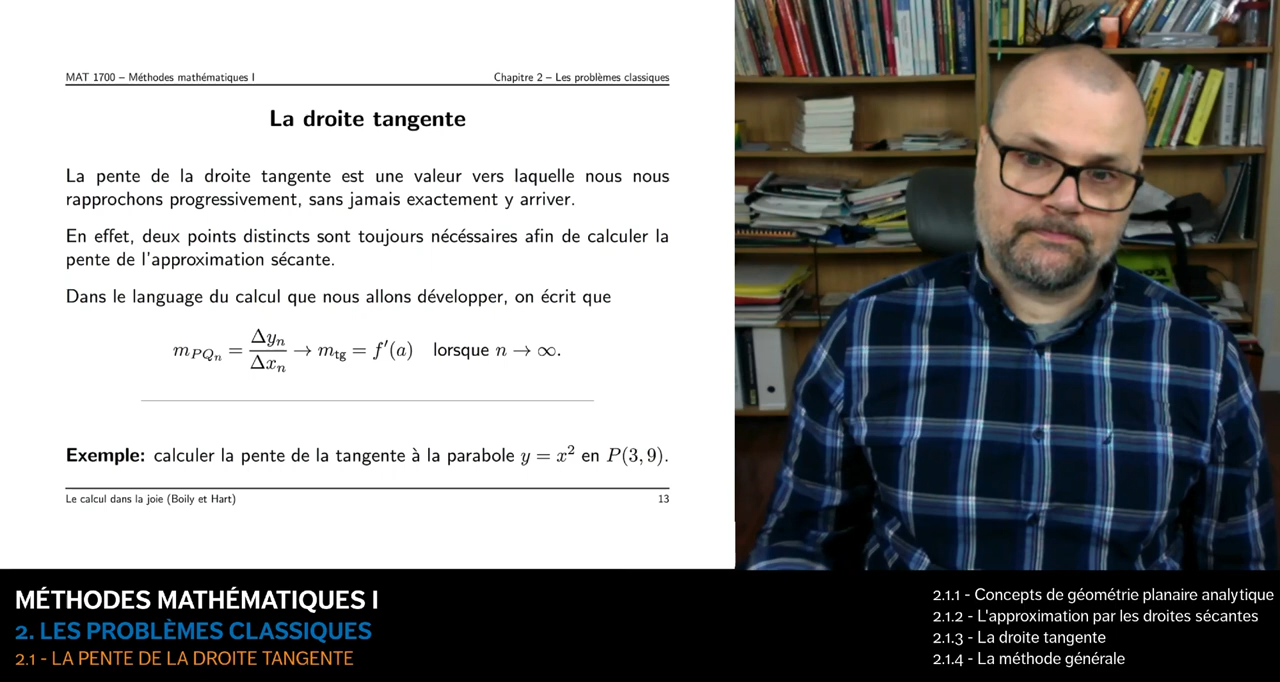 MAT 1700 – Méthodes mathématiques I
Chapitre 2 – Les problèmes classiques
La droite tangente
La pente de la droite tangente est une valeur vers laquelle nous nous
rapprochons progressivement, sans jamais exactement y arriver.
En effet, deux points distincts sont toujours nécéssaires afin de calculer la
pente de l'approximation sécante.
Dans le language du calcul que nous allons développer, on écrit que
m_{PQ_n} = Δy_n/Δx_n → m_tg = f′(a) lorsque n → ∞.
Exemple: calculer la pente de la tangente à la parabole y = x² en P(3, 9).
Le calcul dans la joie (Boily et Hart)
13
MÉTHODES MATHÉMATIQUES I
2. LES PROBLÈMES CLASSIQUES
2.1 - LA PENTE DE LA DROITE TANGENTE
2.1.1 - Concepts de géométrie planaire analytique
2.1.2 - L'approximation par les droites sécantes
2.1.3 - La droite tangente
2.1.4 - La méthode générale